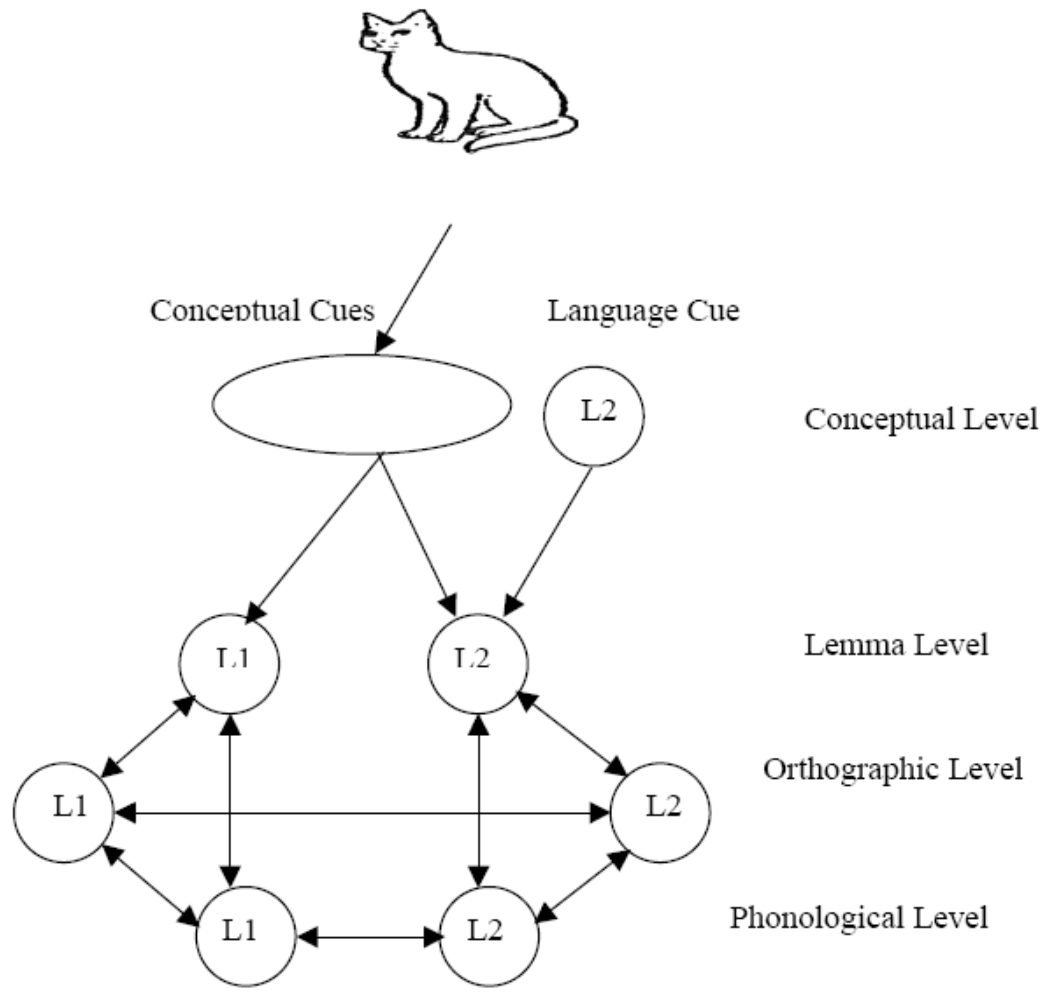 Conceptual Cues
Language Cue
L2
Conceptual Level
L1
L2
Lemma Level
Orthographic Level
L1
L2
Phonological Level
L1
L2